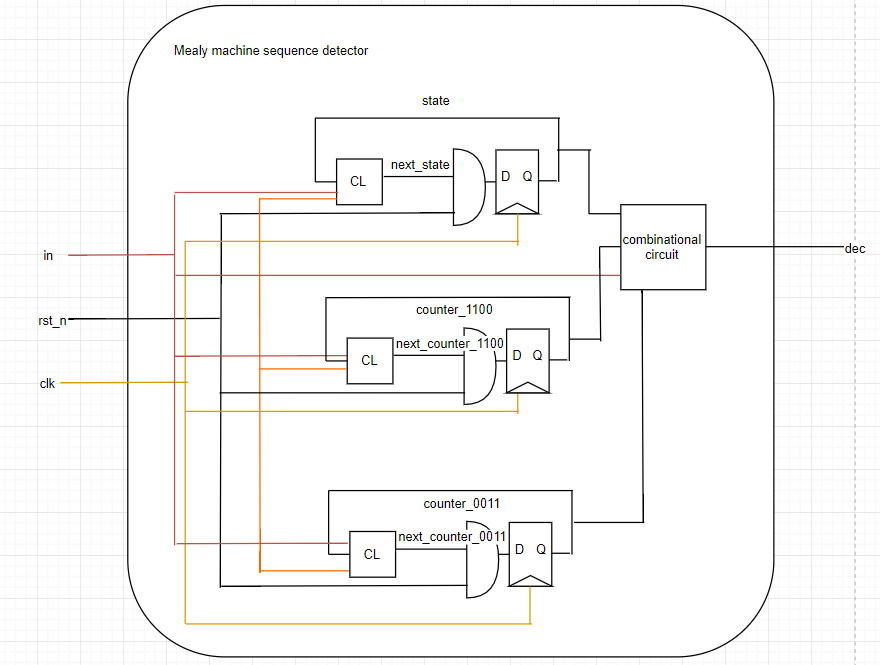 Mealy machine sequence detector
state
next_state
CL
D Q
combinational
circuit
in
dec
rst_n
counter_1100
next_counter_1100
CL
D Q
clk
counter_0011
next_counter_0011
CL
D Q